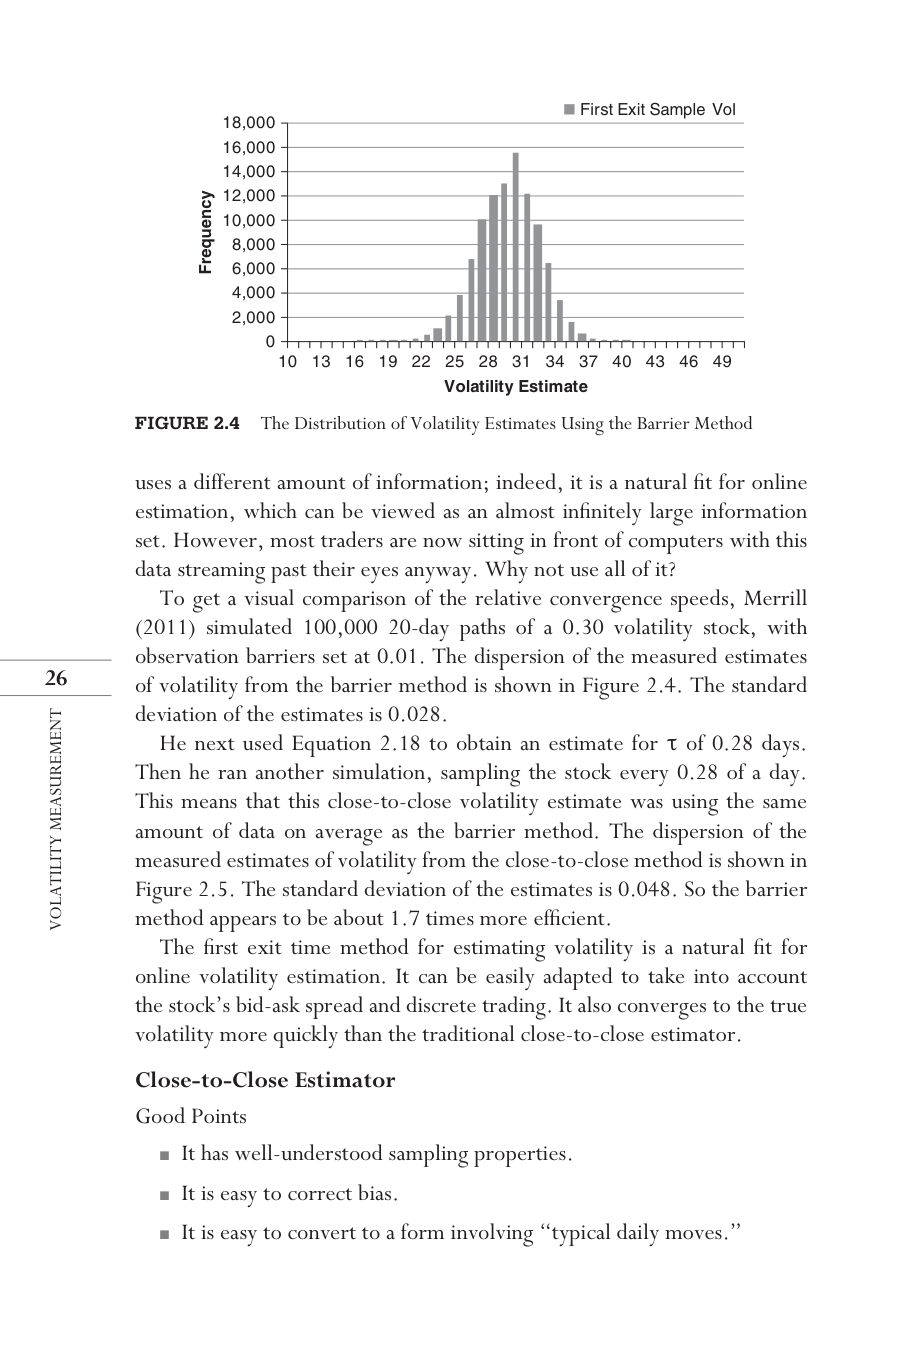 First Exit Sample Vol
18,000
16,000
14,000
12,000
10,000
8,000
6,000
4,000
2,000
0
Frequency
10 13 16 19 22 25 28 31 34 37 40 43 46 49
Volatility Estimate
FIGURE 2.4 The Distribution of Volatility Estimates Using the Barrier Method
uses a different amount of information; indeed, it is a natural fit for online
estimation, which can be viewed as an almost infinitely large information
set. However, most traders are now sitting in front of computers with this
data streaming past their eyes anyway. Why not use all of it?
To get a visual comparison of the relative convergence speeds, Merrill
(2011) simulated 100,000 20-day paths of a 0.30 volatility stock, with
observation barriers set at 0.01. The dispersion of the measured estimates
of volatility from the barrier method is shown in Figure 2.4. The standard
deviation of the estimates is 0.028.
He next used Equation 2.18 to obtain an estimate for τ of 0.28 days.
Then he ran another simulation, sampling the stock every 0.28 of a day.
This means that this close-to-close volatility estimate was using the same
amount of data on average as the barrier method. The dispersion of the
measured estimates of volatility from the close-to-close method is shown in
Figure 2.5. The standard deviation of the estimates is 0.048. So the barrier
method appears to be about 1.7 times more efficient.
The first exit time method for estimating volatility is a natural fit for
online volatility estimation. It can be easily adapted to take into account
the stock's bid-ask spread and discrete trading. It also converges to the true
volatility more quickly than the traditional close-to-close estimator.
Close-to-Close Estimator
Good Points
■ It has well-understood sampling properties.
■ It is easy to correct bias.
■ It is easy to convert to a form involving ‘‘typical daily moves.’’
26
VOLATILITY MEASUREMENT